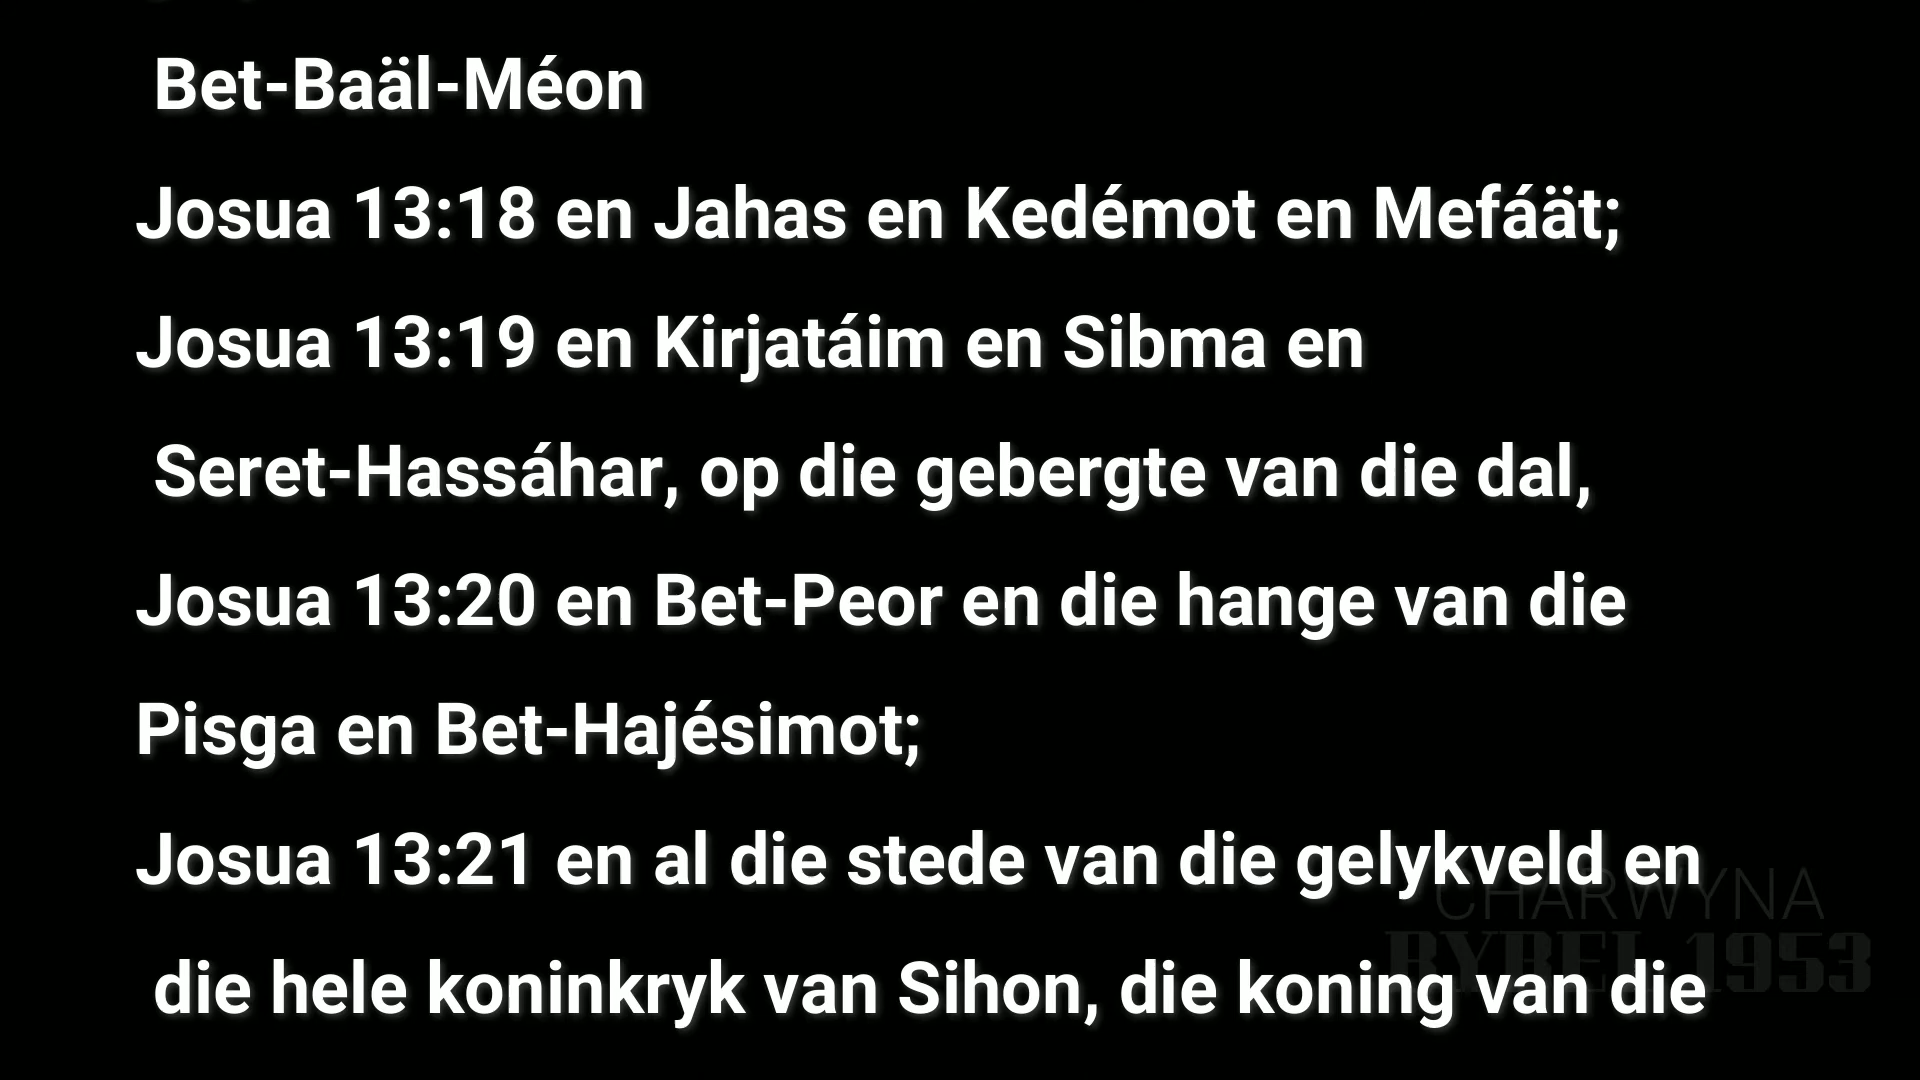 Bet-Baäl-Méon
Josua 13:18 en Jahas en Kedémot en Mefáät;
Josua 13:19 en Kirjatáim en Sibma en
Seret-Hassáhar, op die gebergte van die dal,
Josua 13:20 en Bet-Peor en die hange van die
Pisga en Bet-Hajésimot;
Josua 13:21 en al die stede van die gelykveld en
die hele koninkryk van Sihon, die koning van die
CHARWYNA
BYBEL 1953